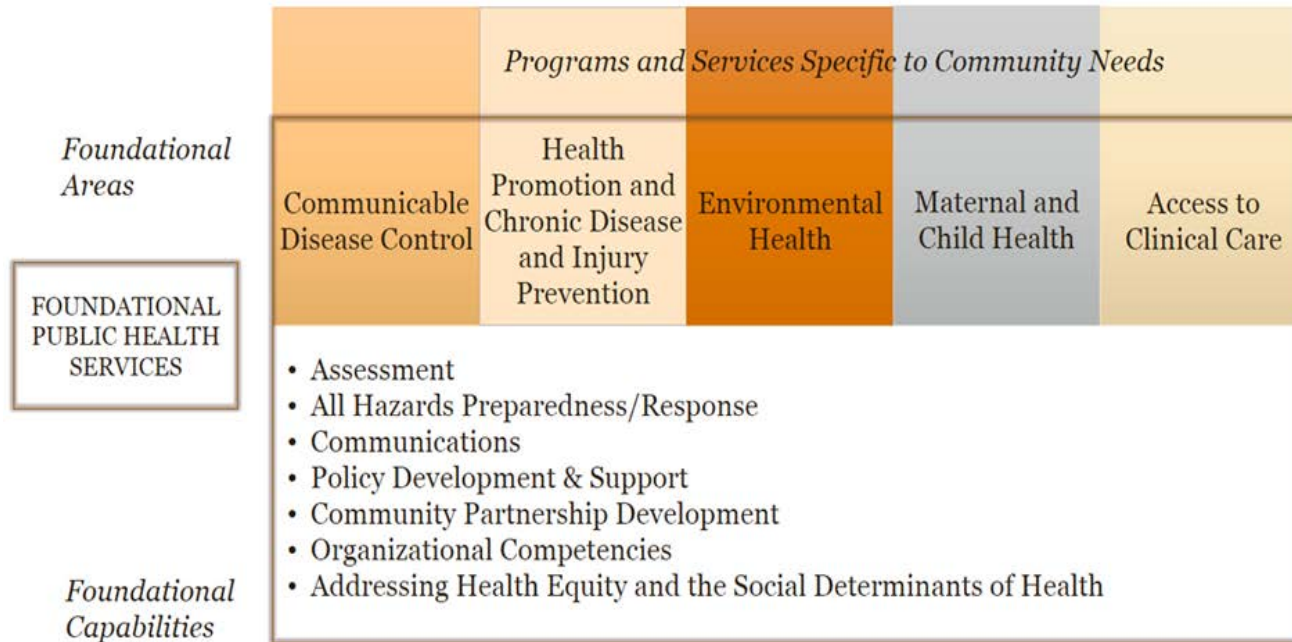 Programs and Services Specific to Community Needs
Foundational
Areas
Communicable
Disease Control
Health
Promotion and
Chronic Disease
and Injury
Prevention
Environmental
Health
Maternal and
Child Health
Access to
Clinical Care
FOUNDATIONAL
PUBLIC HEALTH
SERVICES
• Assessment
• All Hazards Preparedness/Response
• Communications
• Policy Development & Support
• Community Partnership Development
• Organizational Competencies
• Addressing Health Equity and the Social Determinants of Health
Foundational
Capabilities